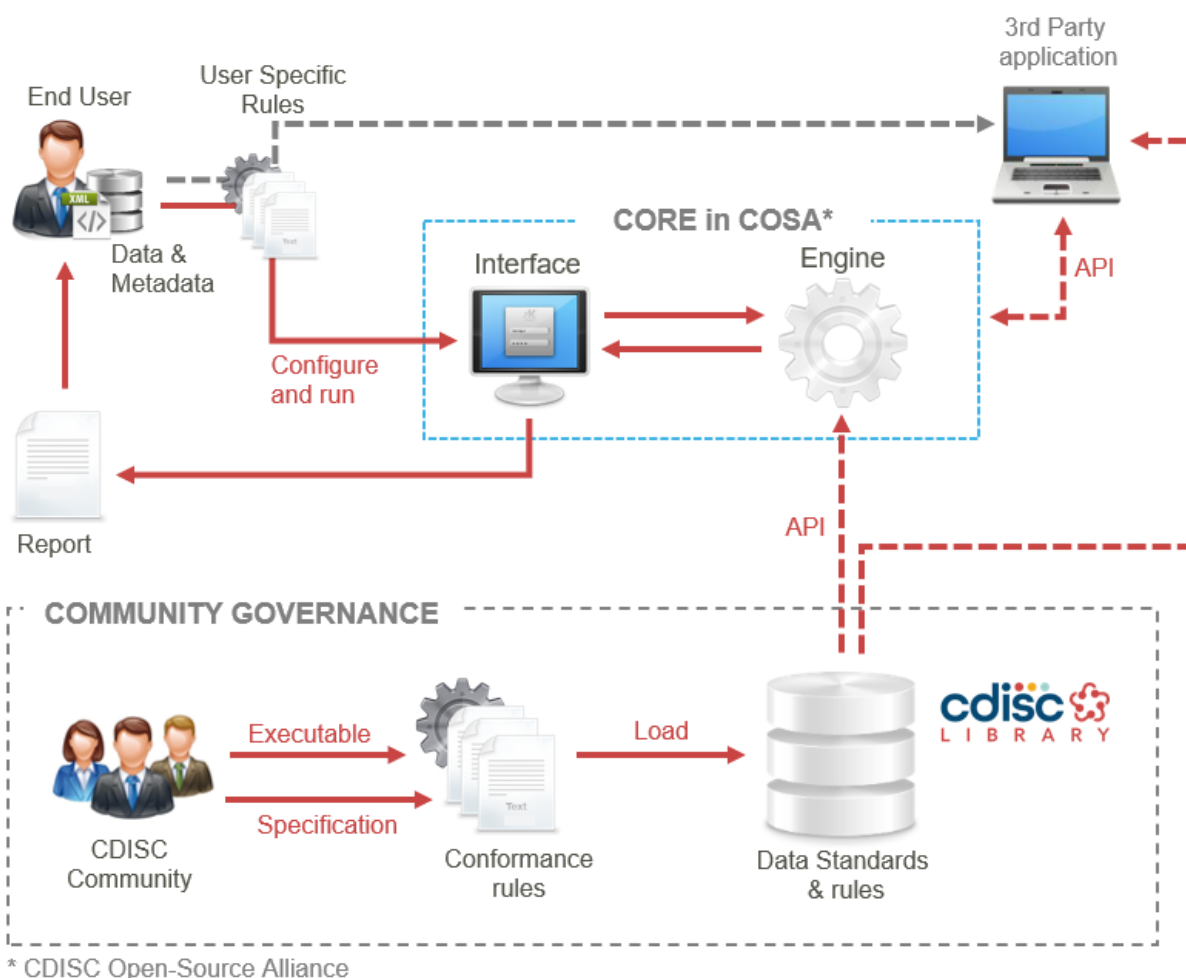 3rd Party
application
User Specific
Rules
End User
XML
</>
Data &
Metadata
Text
CORE in COSA*
Interface
Engine
API
Configure
and run
Report
API
COMMUNITY GOVERNANCE
Executable
Load
cdisc
LIBRARY
Specification
Text
CDISC
Community
Conformance
rules
Data Standards
& rules
* CDISC Open-Source Alliance